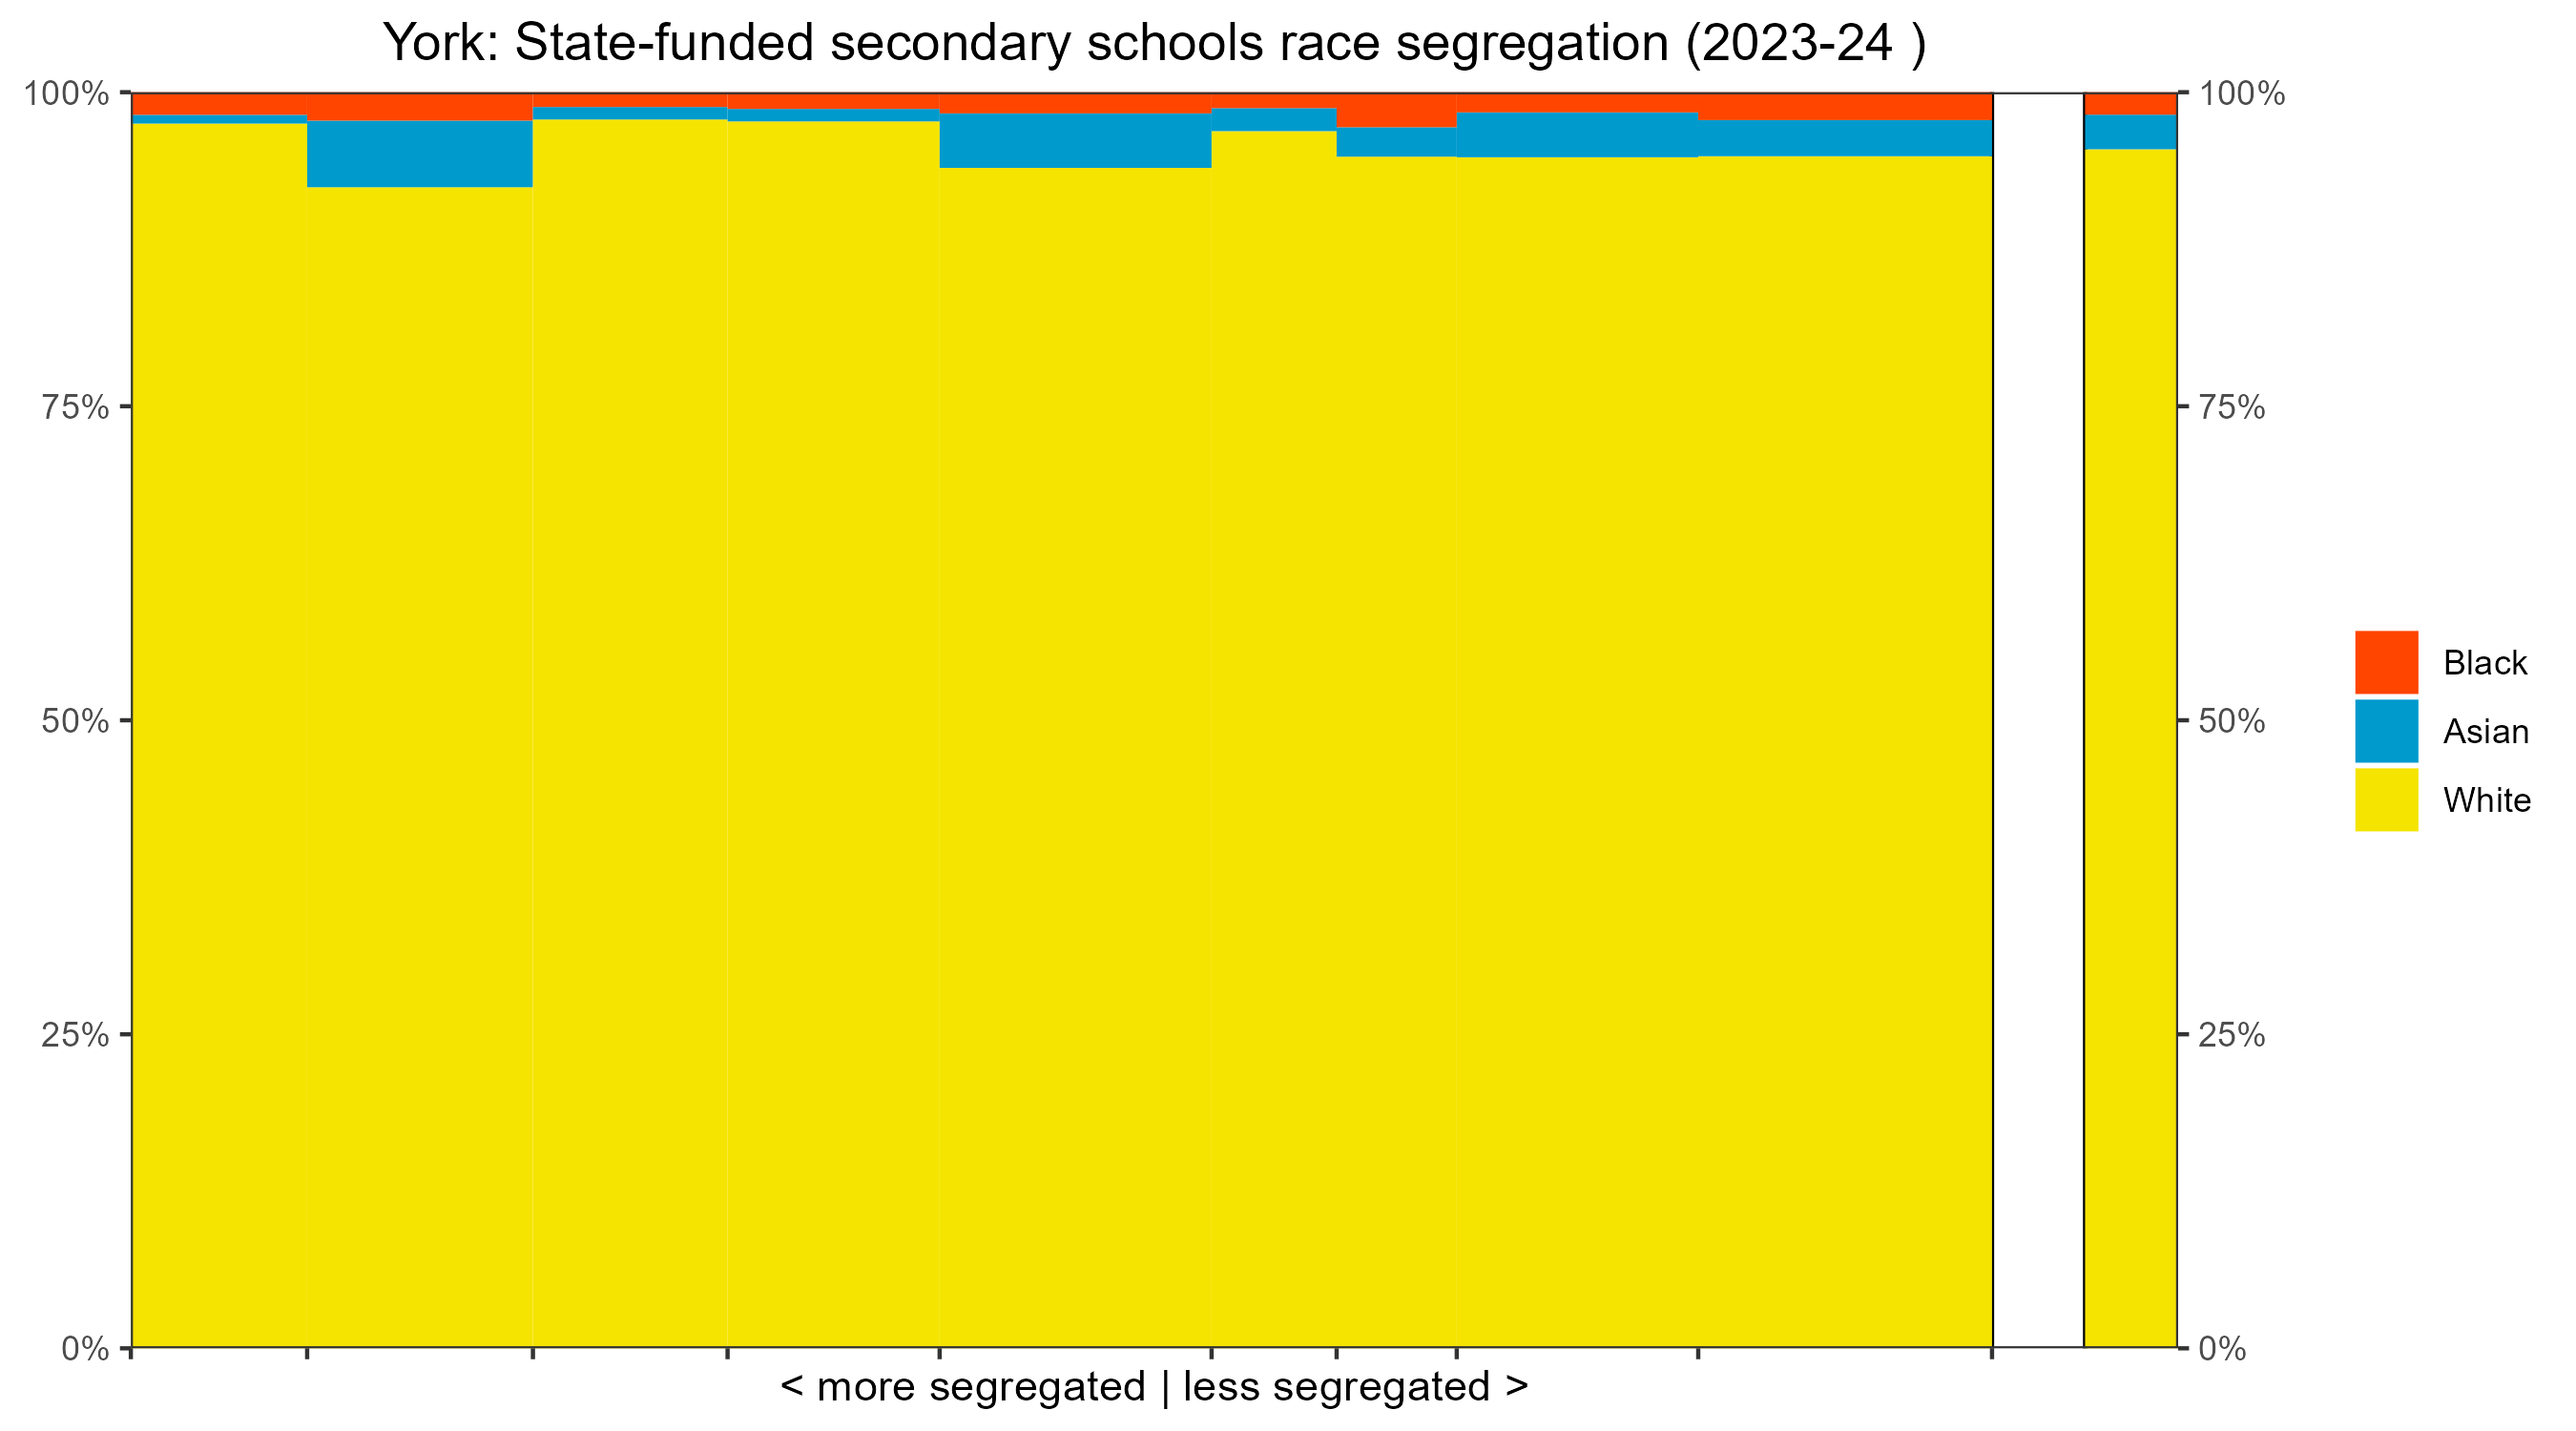 York: State-funded secondary schools race segregation (2023-24 )
100%
75%
50%
25%
0%
100%
75%
50%
25%
0%
Black
Asian
White
< more segregated | less segregated >